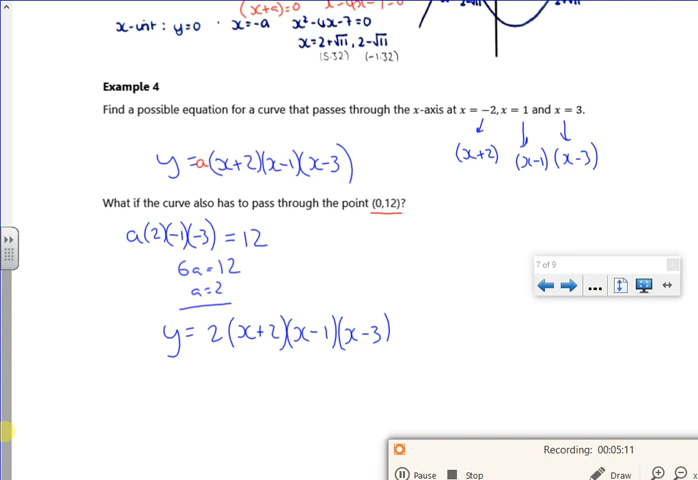 (x+a)=0
x-int : y=0 · x=-a x²-4x-7=0
x=2+√11, 2-√11
(5.32) (-1.32)
Example 4
Find a possible equation for a curve that passes through the x-axis at x = −2, x = 1 and x = 3.
(x+2) (x-1) (x-3)
y=a(x+2)(x-1)(x-3)
What if the curve also has to pass through the point (0,12)?
a(2)(-1)(-3) = 12
6a=12
a=2
y= 2(x+2)(x-1)(x-3)
7 of 9
...
Recording: 00:05:11
Pause Stop Draw